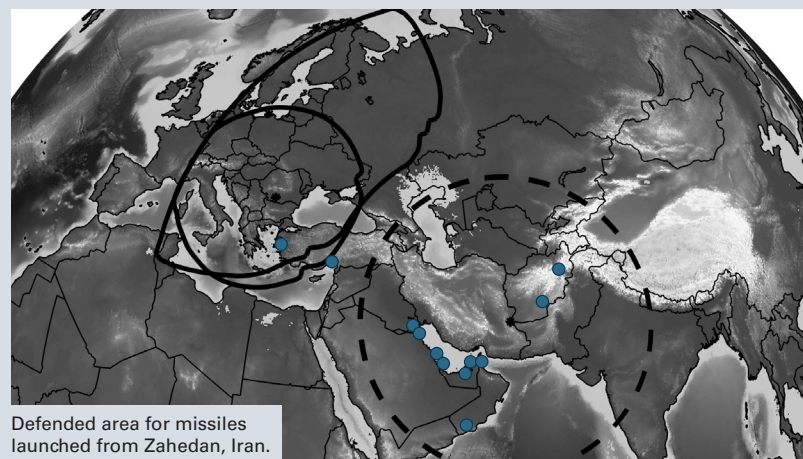 Defended area for missiles
launched from Zahedan, Iran.